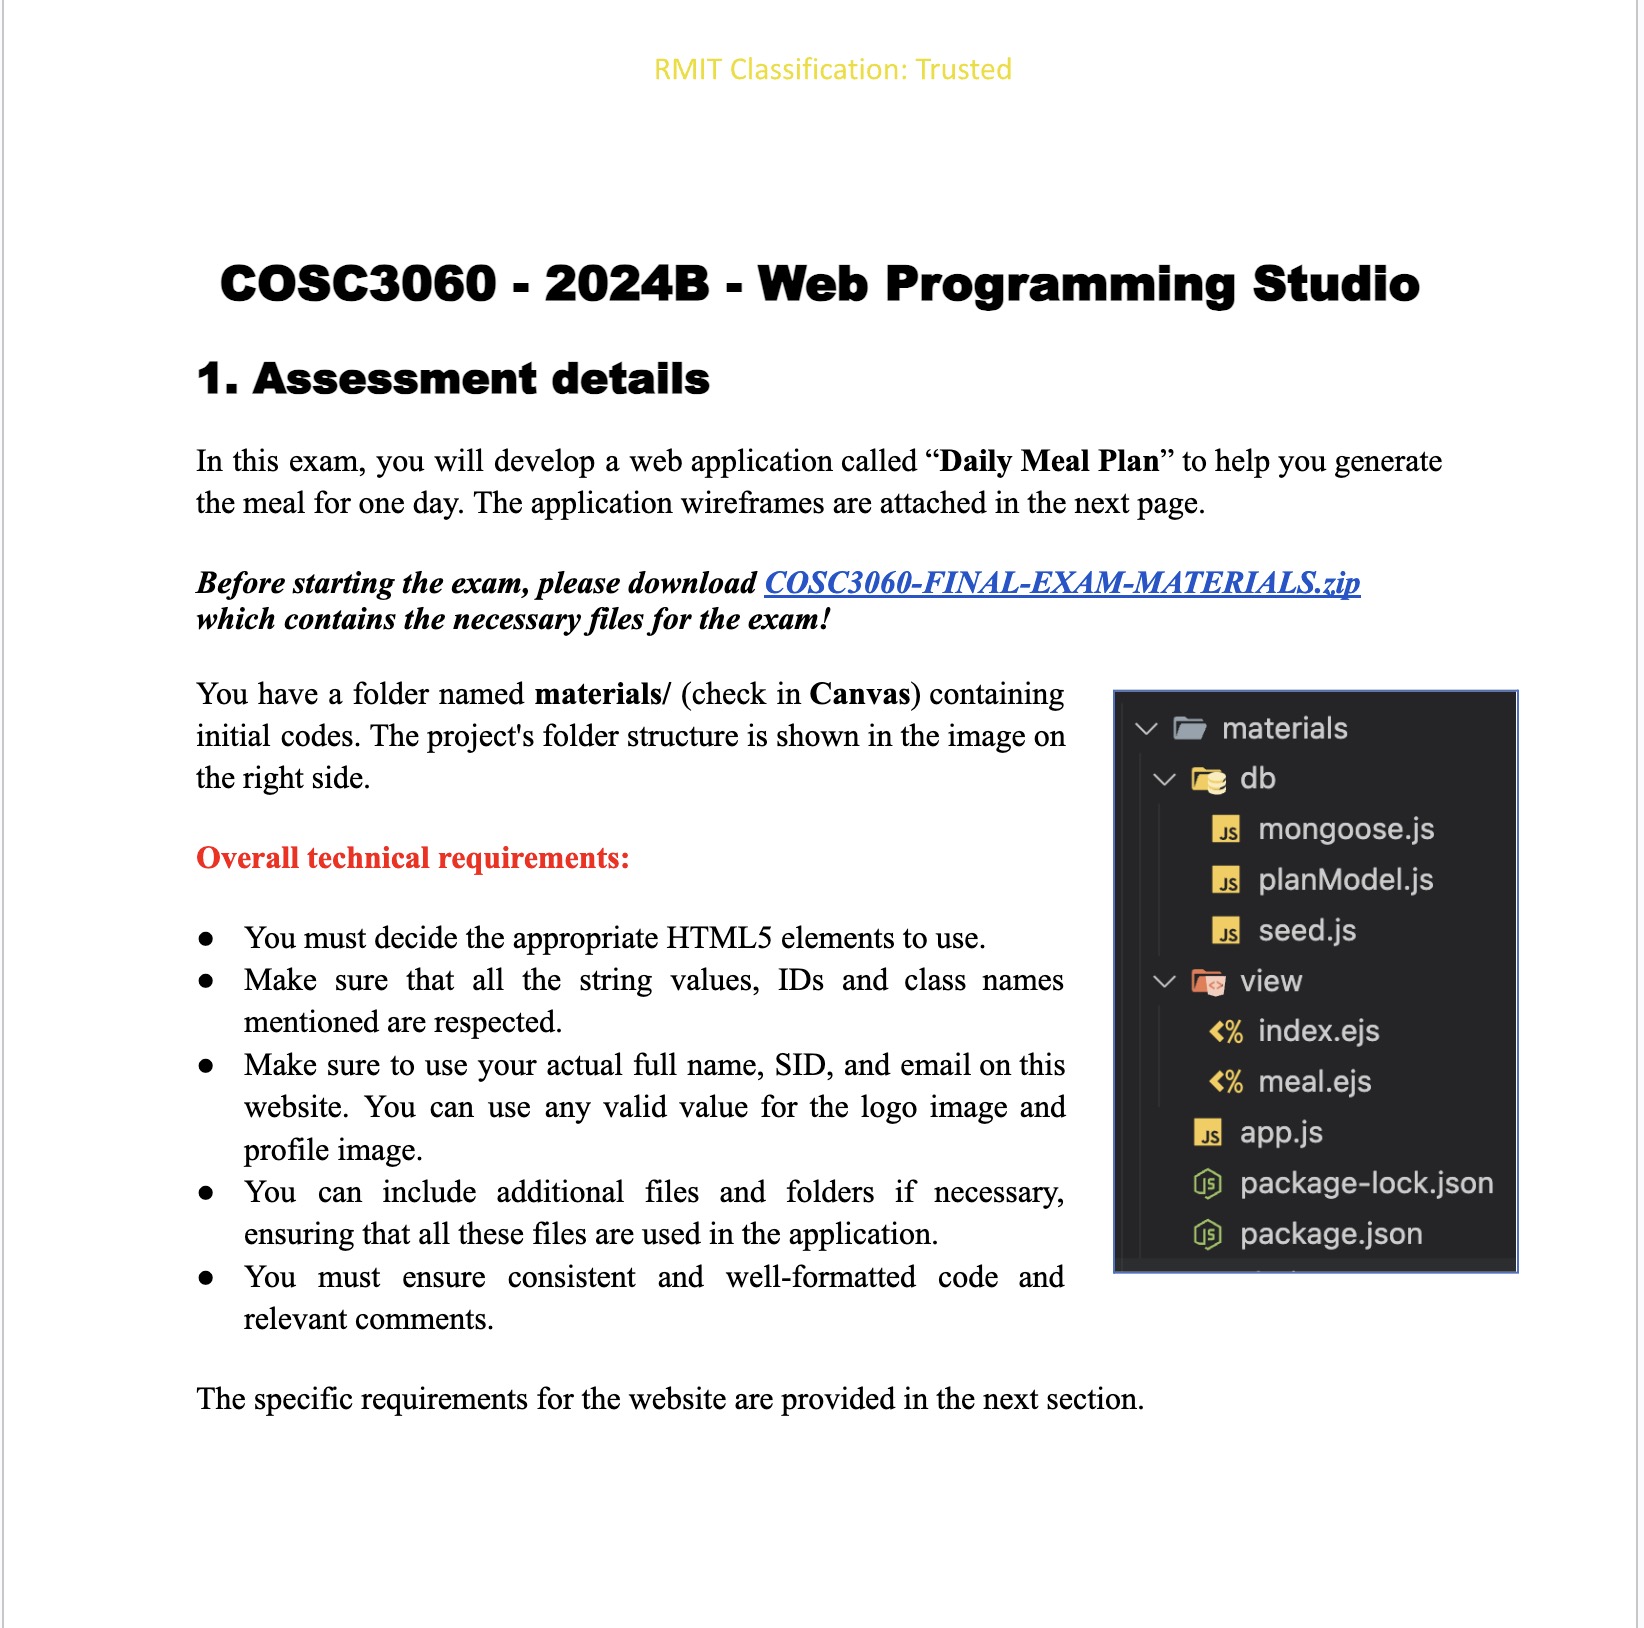 RMIT Classification: Trusted
COSC3060 - 2024B - Web Programming Studio
1. Assessment details
In this exam, you will develop a web application called “Daily Meal Plan” to help you generate
the meal for one day. The application wireframes are attached in the next page.
Before starting the exam, please download COSC3060-FINAL-EXAM-MATERIALS.zip
which contains the necessary files for the exam!
You have a folder named materials/ (check in Canvas) containing
initial codes. The project's folder structure is shown in the image on
the right side.
Overall technical requirements:
● You must decide the appropriate HTML5 elements to use.
● Make sure that all the string values, IDs and class names
mentioned are respected.
● Make sure to use your actual full name, SID, and email on this
website. You can use any valid value for the logo image and
profile image.
● You can include additional files and folders if necessary,
ensuring that all these files are used in the application.
● You must ensure consistent and well-formatted code and
relevant comments.
materials
db
JS mongoose.js
JS planModel.js
JS seed.js
view
<% index.ejs
<% meal.ejs
JS app.js
JS package-lock.json
JS package.json
The specific requirements for the website are provided in the next section.